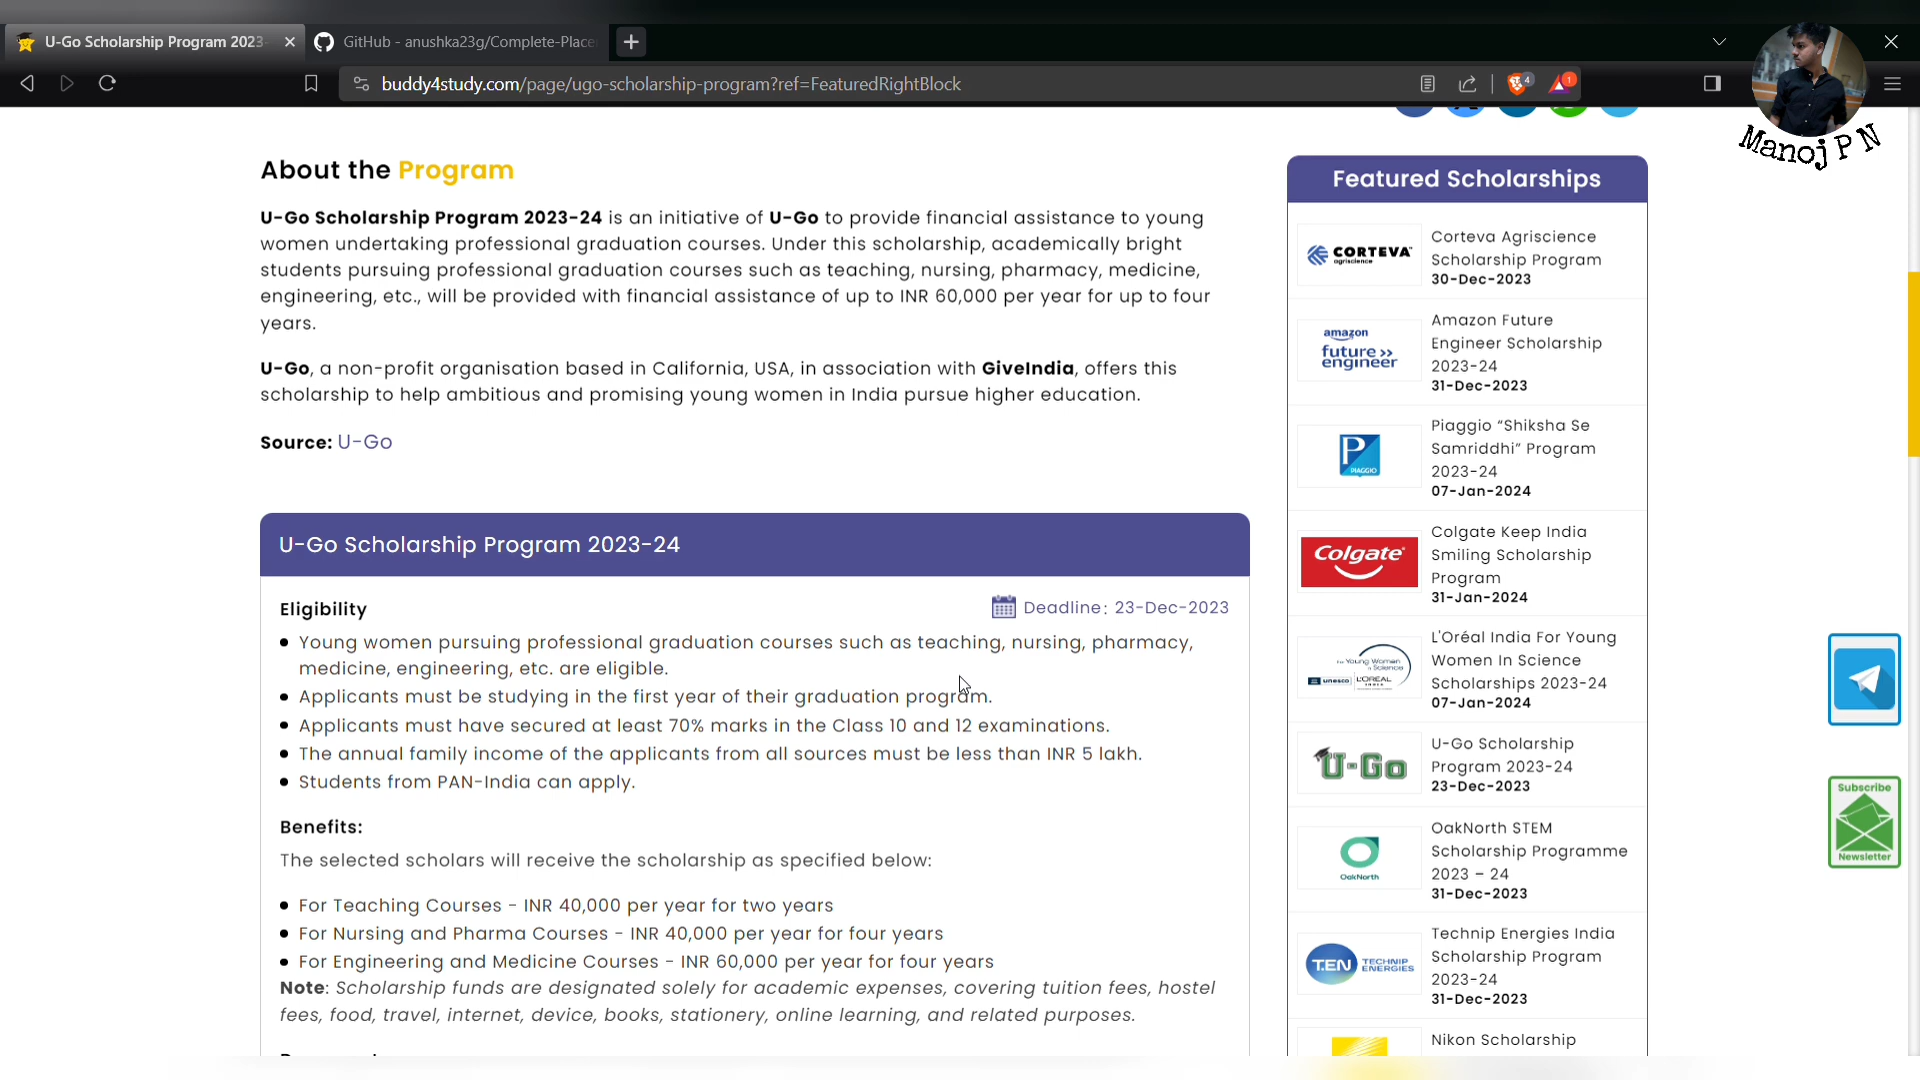 U-Go Scholarship Program 2023-
GitHub - anushka23g/Complete-Place
buddy4study.com/page/ugo-scholarship-program?ref=FeaturedRightBlock
4
1
Manoj P N
About the Program
U-Go Scholarship Program 2023-24 is an initiative of U-Go to provide financial assistance to young
women undertaking professional graduation courses. Under this scholarship, academically bright
students pursuing professional graduation courses such as teaching, nursing, pharmacy, medicine,
engineering, etc., will be provided with financial assistance of up to INR 60,000 per year for up to four
years.
U-Go, a non-profit organisation based in California, USA, in association with GiveIndia, offers this
scholarship to help ambitious and promising young women in India pursue higher education.
Source: U-Go
U-Go Scholarship Program 2023-24
Eligibility
Deadline: 23-Dec-2023
Young women pursuing professional graduation courses such as teaching, nursing, pharmacy,
medicine, engineering, etc. are eligible.
Applicants must be studying in the first year of their graduation program.
Applicants must have secured at least 70% marks in the Class 10 and 12 examinations.
The annual family income of the applicants from all sources must be less than INR 5 lakh.
Students from PAN-India can apply.
Benefits:
The selected scholars will receive the scholarship as specified below:
For Teaching Courses - INR 40,000 per year for two years
For Nursing and Pharma Courses - INR 40,000 per year for four years
For Engineering and Medicine Courses - INR 60,000 per year for four years
Note: Scholarship funds are designated solely for academic expenses, covering tuition fees, hostel
fees, food, travel, internet, device, books, stationery, online learning, and related purposes.
Featured Scholarships
CORTEVA
agriscience
Corteva Agriscience
Scholarship Program
30-Dec-2023
amazon
future >>
engineer
Amazon Future
Engineer Scholarship
2023-24
31-Dec-2023
P
PIAGGIO
Piaggio “Shiksha Se
Samriddhi” Program
2023-24
07-Jan-2024
Colgate
Colgate Keep India
Smiling Scholarship
Program
31-Jan-2024
For Young Women
in Science
unesco
L'ORÉAL
INDIA
L'Oréal India For Young
Women In Science
Scholarships 2023-24
07-Jan-2024
U-Go
U-Go Scholarship
Program 2023-24
23-Dec-2023
OakNorth
OakNorth STEM
Scholarship Programme
2023 – 24
31-Dec-2023
T.EN TECHNIP
ENERGIES
Technip Energies India
Scholarship Program
2023-24
31-Dec-2023
Nikon Scholarship
Subscribe
Newsletter